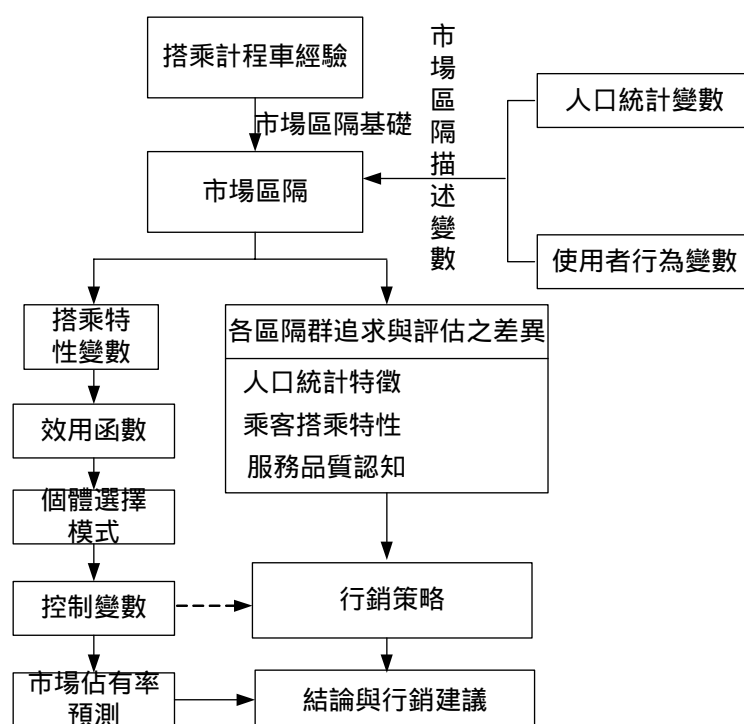 搭乘計程車經驗
市場區隔基礎
市場區隔描述變數
人口統計變數
市場區隔
使用者行為變數
搭乘特
性變數
各區隔群追求與評估之差異
人口統計特徵
乘客搭乘特性
服務品質認知
效用函數
個體選擇
模式
控制變數
行銷策略
市場佔有率
預測
結論與行銷建議